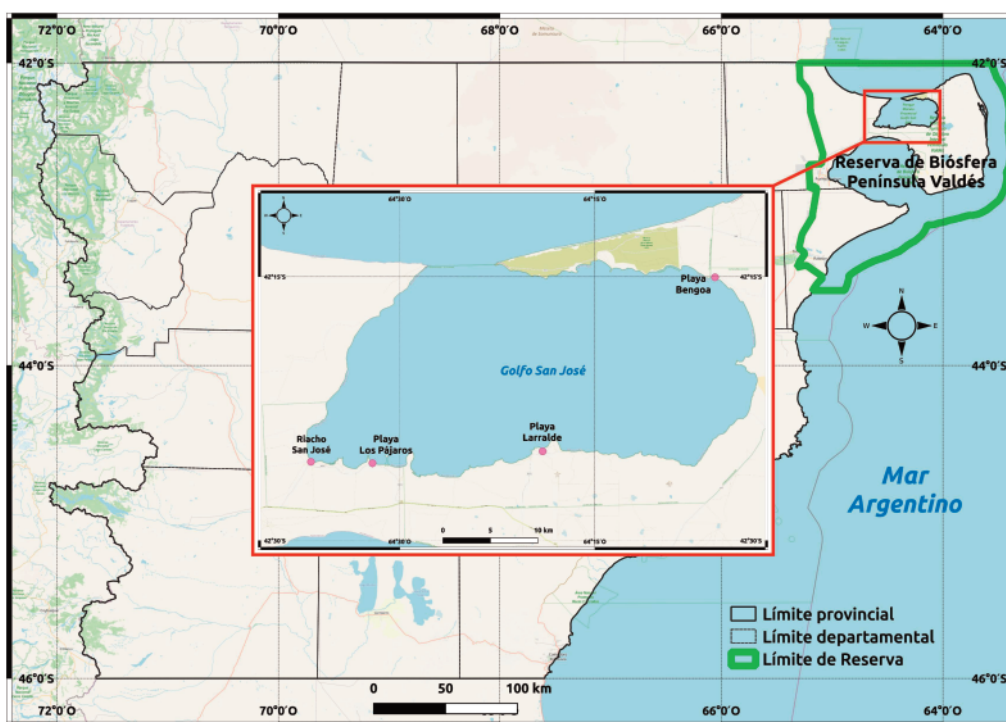 72°0'O
70°0'O
68°0'O
66°0'O
64°0'O
42°0'S
42°0'S
Reserva de Biósfera
Península Valdés
64°30'S
64°15'S
42°15'S
42°15'S
Playa
Bengoa
Golfo San José
Riacho
San José
Playa
Los Pájaros
Playa
Larralde
0 5 10 km
42°30'S
64°30'S
64°15'S
42°30'S
N
W
E
S
44°0'S
44°0'S
Mar
Argentino
Límite provincial
Límite departamental
Límite de Reserva
0 50 100 km
46°0'S
46°0'S
72°0'O
70°0'O
68°0'O
66°0'O
64°0'O